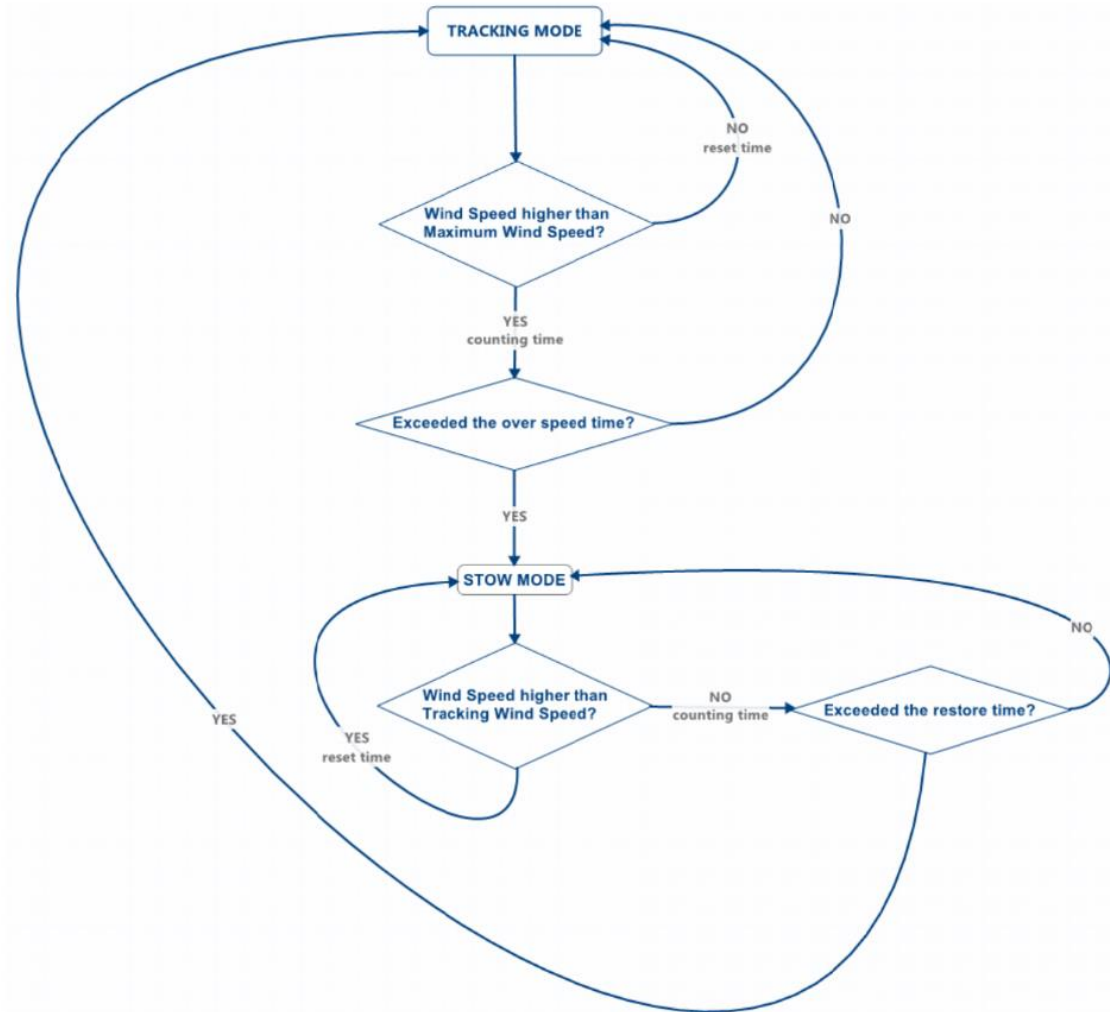 TRACKING MODE
NO
reset time
Wind Speed higher than
Maximum Wind Speed?
NO
YES
counting time
Exceeded the over speed time?
YES
STOW MODE
NO
Wind Speed higher than
Tracking Wind Speed?
NO
counting time
Exceeded the restore time?
YES
YES
reset time